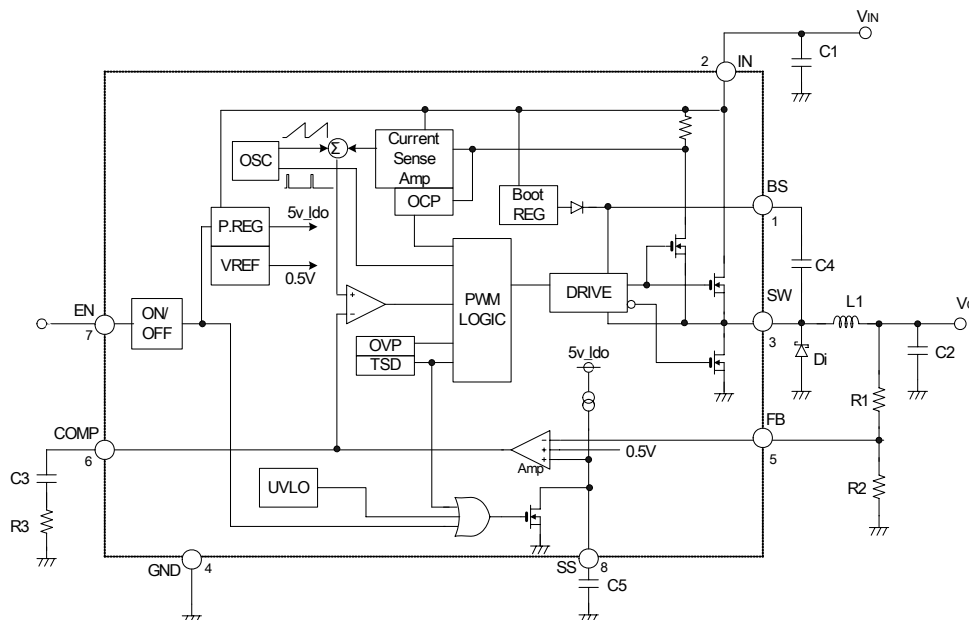 VIN
C1
2
IN
OSC
Σ
Current
Sense
Amp
OCP
Boot
REG
BS
1
P.REG
5v_ldo
VREF
0.5V
C4
EN
7
ON/
OFF
+
−
PWM
LOGIC
DRIVE
SW
3
L1
Di
C2
OVP
TSD
5v_ldo
R1
FB
5
COMP
6
−
+
+
Amp
0.5V
C3
R3
UVLO
R2
GND
4
SS
8
C5